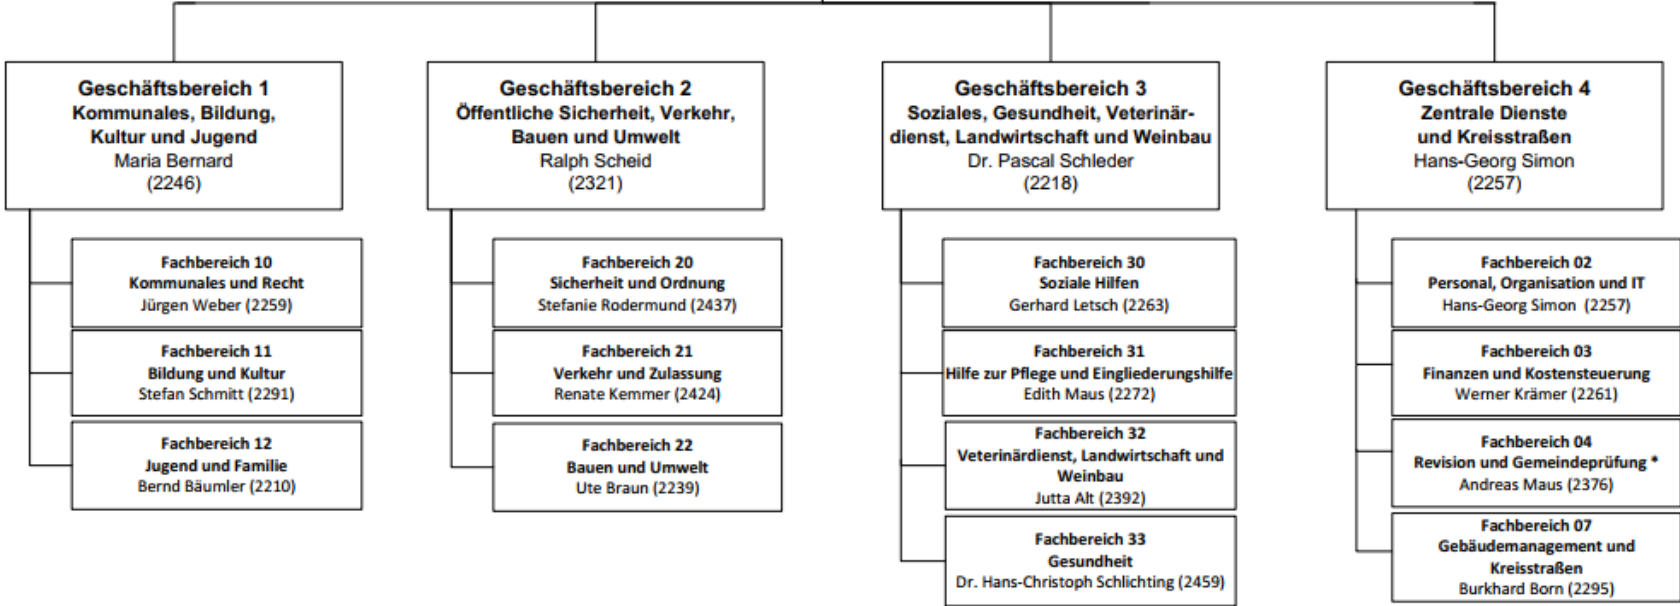 Geschäftsbereich 1
Kommunales, Bildung,
Kultur und Jugend
Maria Bernard
(2246)
Fachbereich 10
Kommunales und Recht
Jürgen Weber (2259)
Fachbereich 11
Bildung und Kultur
Stefan Schmitt (2291)
Fachbereich 12
Jugend und Familie
Bernd Bäumler (2210)
Geschäftsbereich 2
Öffentliche Sicherheit, Verkehr,
Bauen und Umwelt
Ralph Scheid
(2321)
Fachbereich 20
Sicherheit und Ordnung
Stefanie Rodermund (2437)
Fachbereich 21
Verkehr und Zulassung
Renate Kemmer (2424)
Fachbereich 22
Bauen und Umwelt
Ute Braun (2239)
Geschäftsbereich 3
Soziales, Gesundheit, Veterinär-
dienst, Landwirtschaft und Weinbau
Dr. Pascal Schleder
(2218)
Fachbereich 30
Soziale Hilfen
Gerhard Letsch (2263)
Fachbereich 31
Hilfe zur Pflege und Eingliederungshilfe
Edith Maus (2272)
Fachbereich 32
Veterinärdienst, Landwirtschaft und
Weinbau
Jutta Alt (2392)
Fachbereich 33
Gesundheit
Dr. Hans-Christoph Schlichting (2459)
Geschäftsbereich 4
Zentrale Dienste
und Kreisstraßen
Hans-Georg Simon
(2257)
Fachbereich 02
Personal, Organisation und IT
Hans-Georg Simon (2257)
Fachbereich 03
Finanzen und Kostensteuerung
Werner Krämer (2261)
Fachbereich 04
Revision und Gemeindeprüfung *
Andreas Maus (2376)
Fachbereich 07
Gebäudemanagement und
Kreisstraßen
Burkhard Born (2295)